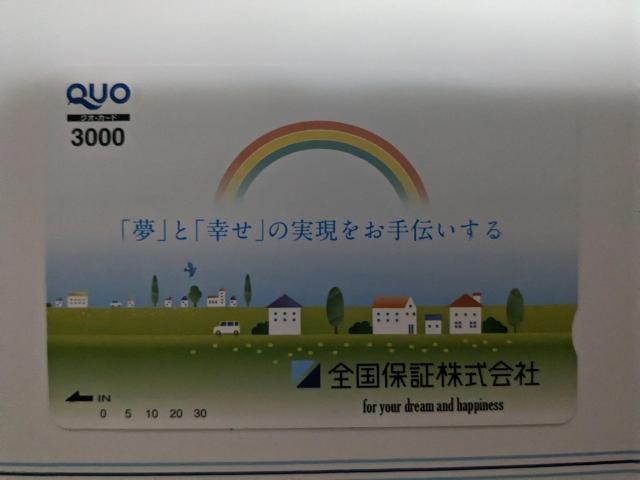 QUO
クオ・カード
3000
「夢」と「幸せ」の実現をお手伝いする
全国保証株式会社
for your dream and happiness
IN
0 5 10 20 30